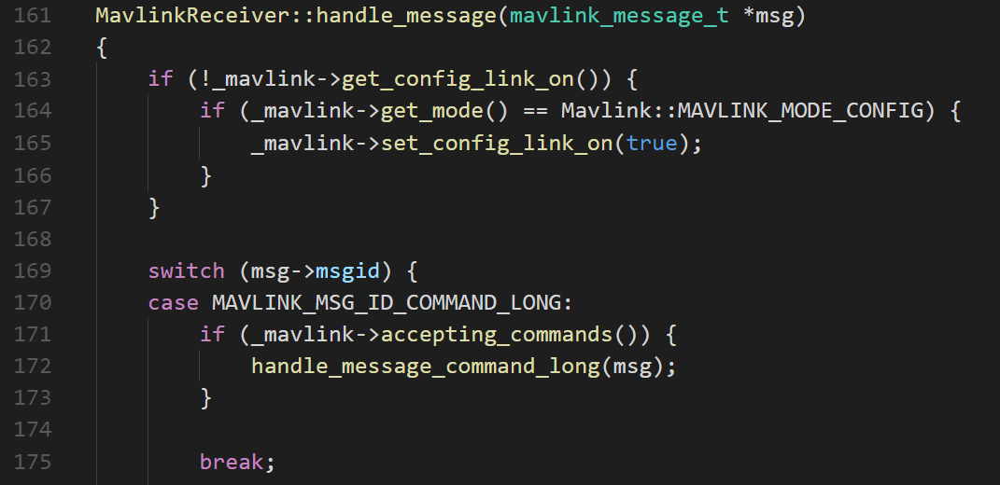 161 MavlinkReceiver::handle_message(mavlink_message_t *msg)
162 {
163     if (!_mavlink->get_config_link_on()) {
164         if (_mavlink->get_mode() == Mavlink::MAVLINK_MODE_CONFIG) {
165             _mavlink->set_config_link_on(true);
166         }
167     }
168
169     switch (msg->msgid) {
170     case MAVLINK_MSG_ID_COMMAND_LONG:
171         if (_mavlink->accepting_commands()) {
172             handle_message_command_long(msg);
173         }
174
175         break;